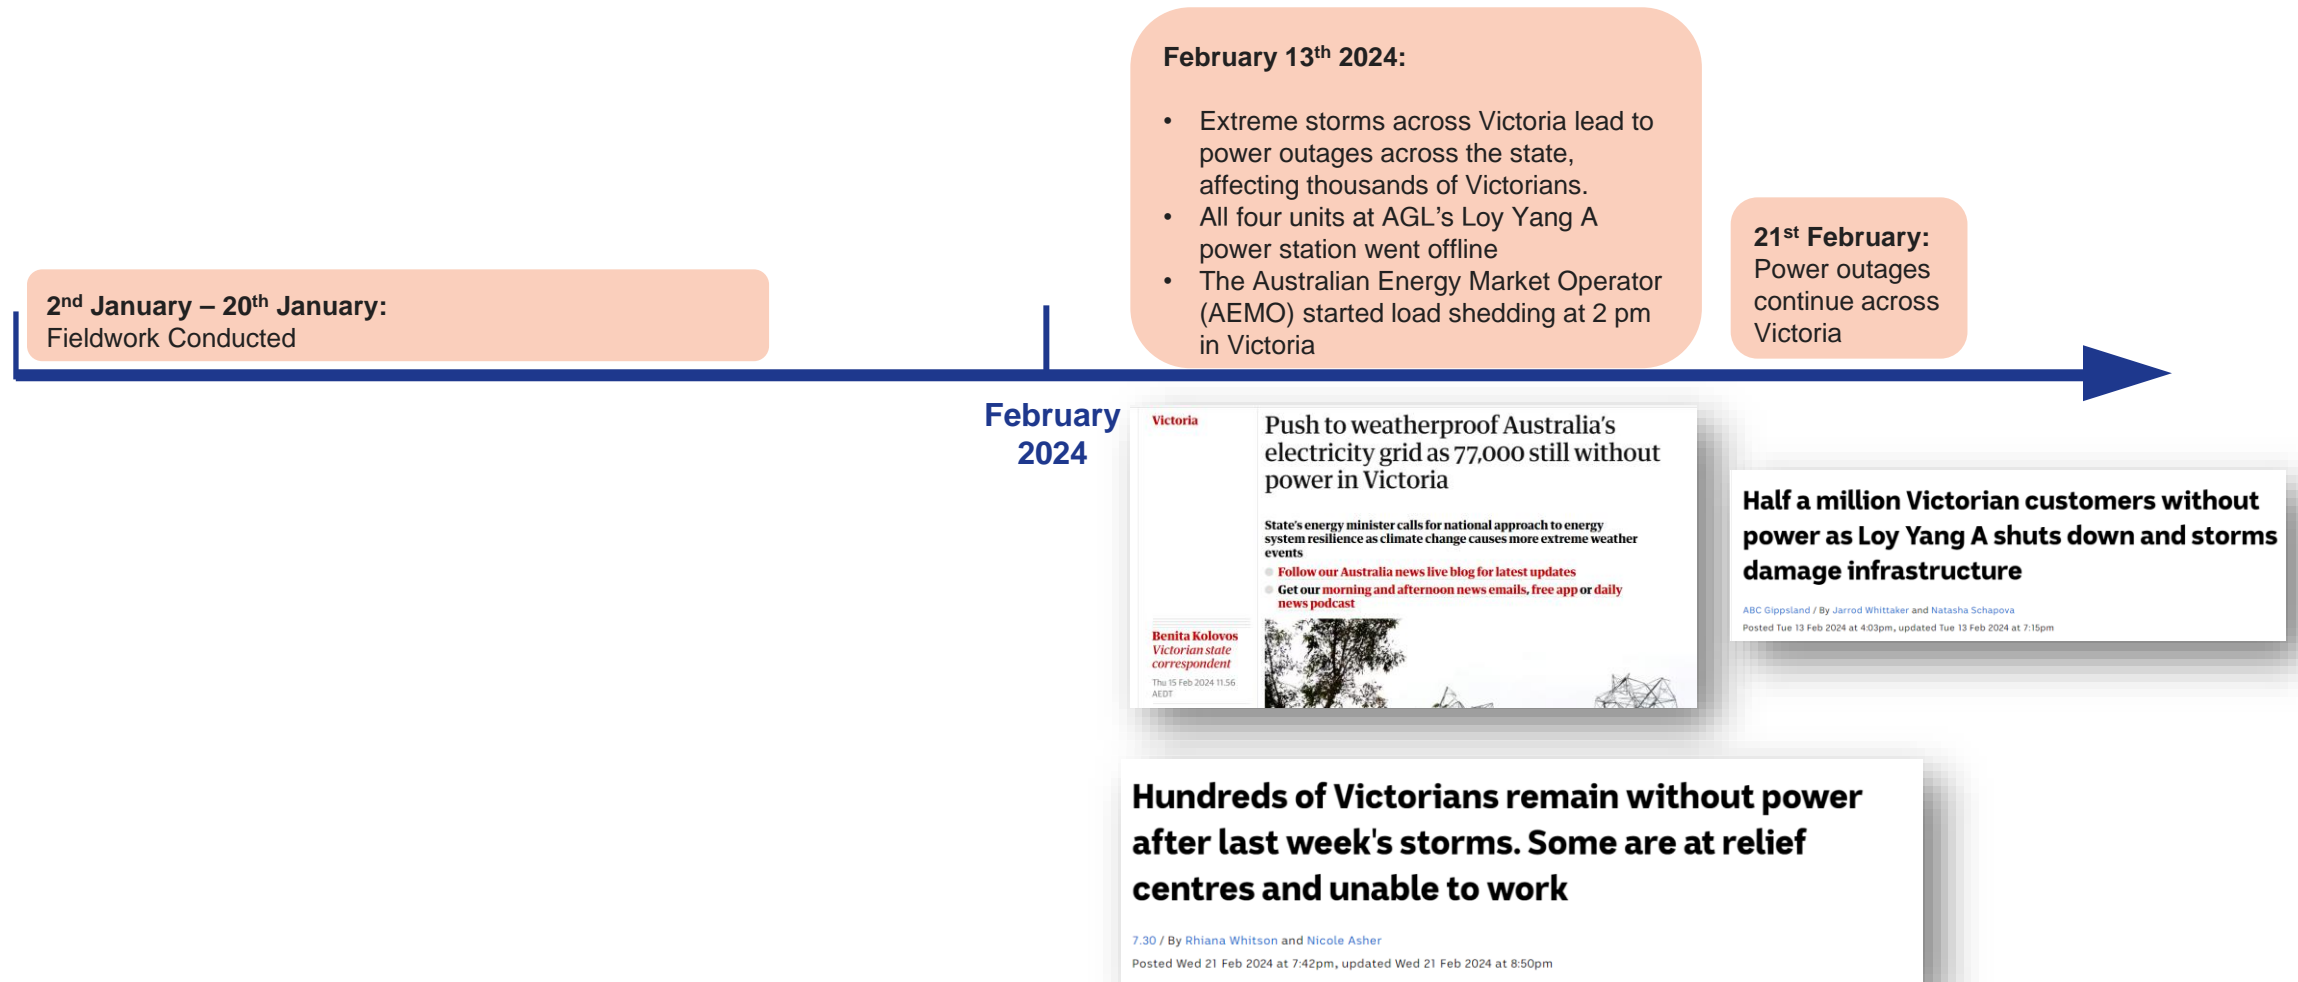 February 13th 2024:
• Extreme storms across Victoria lead to
power outages across the state,
affecting thousands of Victorians.
• All four units at AGL’s Loy Yang A
power station went offline
• The Australian Energy Market Operator
(AEMO) started load shedding at 2 pm
in Victoria
21st February:
Power outages
continue across
Victoria
2nd January – 20th January:
Fieldwork Conducted
February
2024
Victoria
Push to weatherproof Australia’s
electricity grid as 77,000 still without
power in Victoria
State’s energy minister calls for national approach to energy
system resilience as climate change causes more extreme weather
events
Follow our Australia news live blog for latest updates
Get our morning and afternoon news emails, free app or daily
news podcast
Benita Kolovos
Victorian state
correspondent
Thu 15 Feb 2024 11.56
AEDT
Half a million Victorian customers without
power as Loy Yang A shuts down and storms
damage infrastructure
ABC Gippsland / By Jarrod Whittaker and Natasha Schapova
Posted Tue 13 Feb 2024 at 4:03pm, updated Tue 13 Feb 2024 at 7:15pm
Hundreds of Victorians remain without power
after last week's storms. Some are at relief
centres and unable to work
7.30 / By Rhiana Whitson and Nicole Asher
Posted Wed 21 Feb 2024 at 7:42pm, updated Wed 21 Feb 2024 at 8:50pm